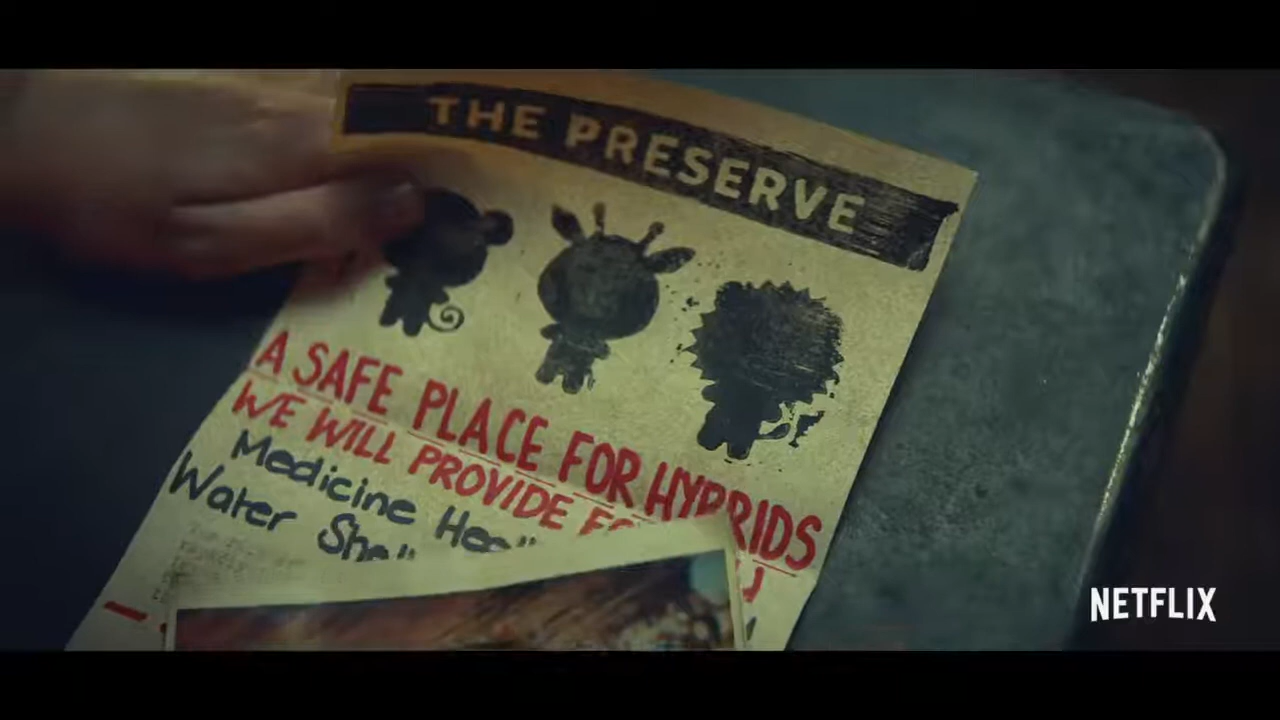 THE PRESERVE
A SAFE PLACE FOR HYBRIDS
WE WILL PROVIDE
Medicine
Water
NETFLIX